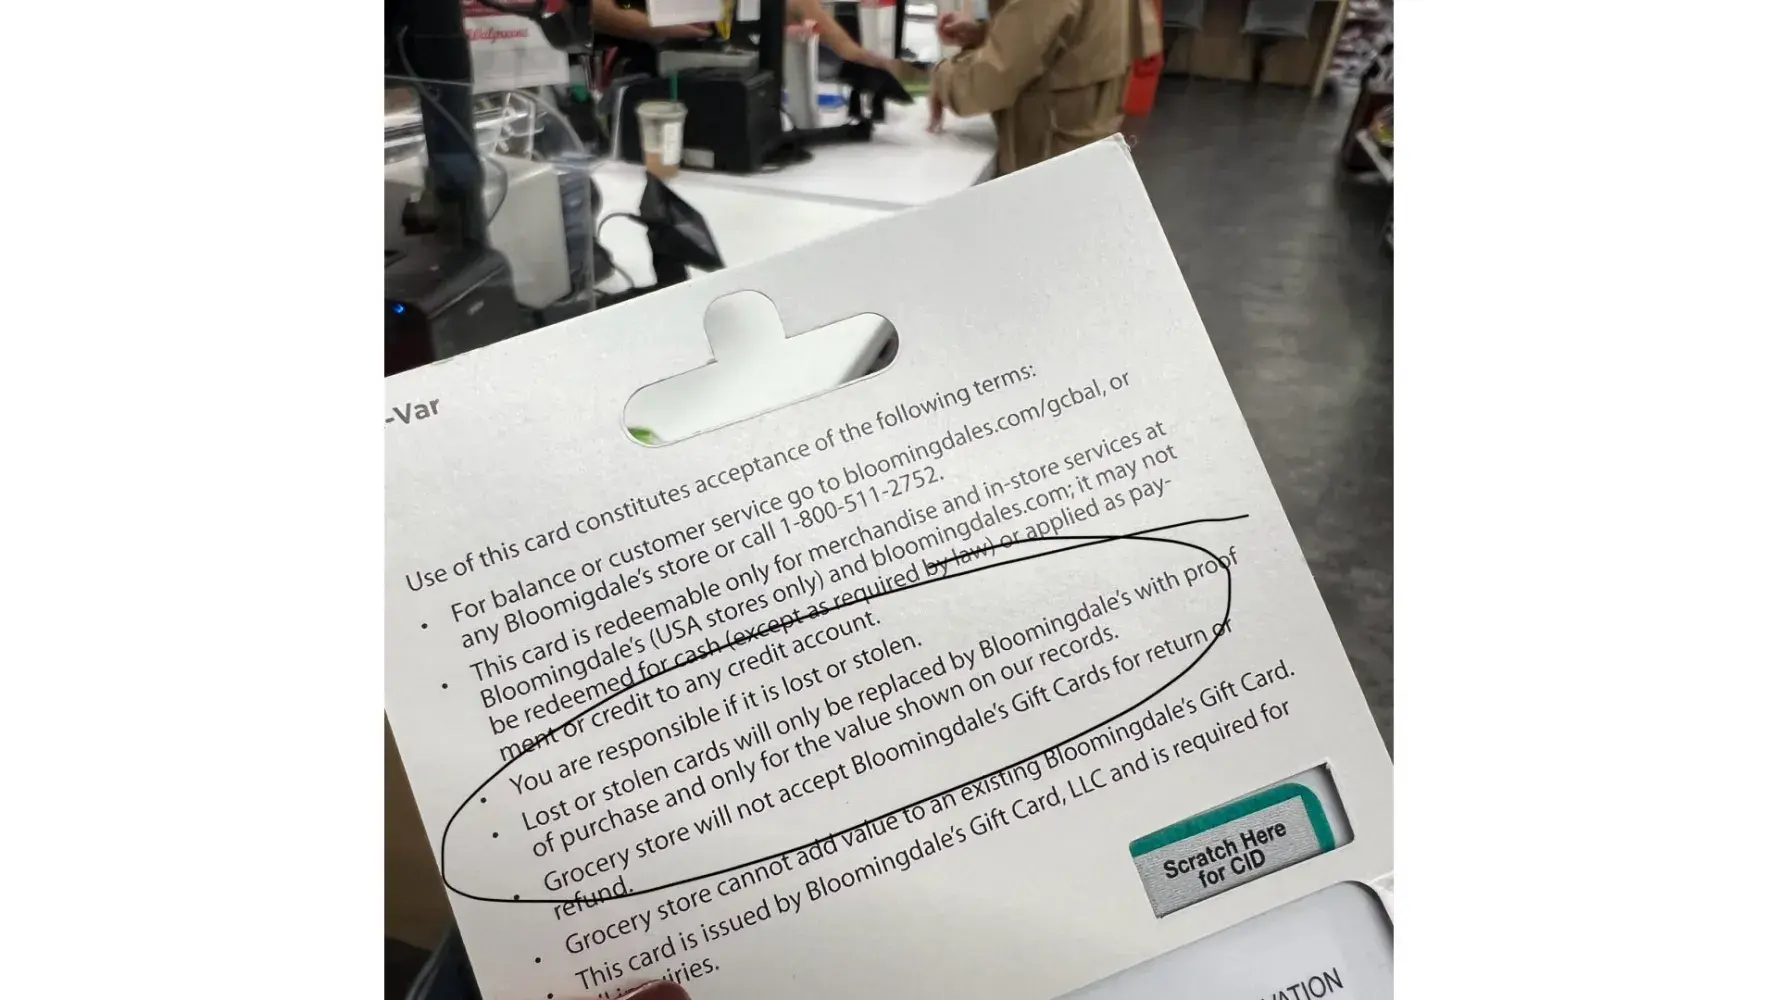 Walgreens
-Var
Use of this card constitutes acceptance of the following terms:
• For balance or customer service go to bloomingdales.com/gcbal, or
any Bloomigdale's store or call 1-800-511-2752.
• This card is redeemable only for merchandise and in-store services at
Bloomingdale's (USA stores only) and bloomingdales.com; it may not
be redeemed for cash (except as required by law) or applied as pay-
ment or credit to any credit account.
• You are responsible if it is lost or stolen.
• Lost or stolen cards will only be replaced by Bloomingdale's with proof
of purchase and only for the value shown on our records.
• Grocery store will not accept Bloomingdale's Gift Cards for return or
refund.
• Grocery store cannot add value to an existing Bloomingdale's Gift Card.
• This card is issued by Bloomingdale's Gift Card, LLC and is required for
iries.
Scratch Here
for CID
VATION